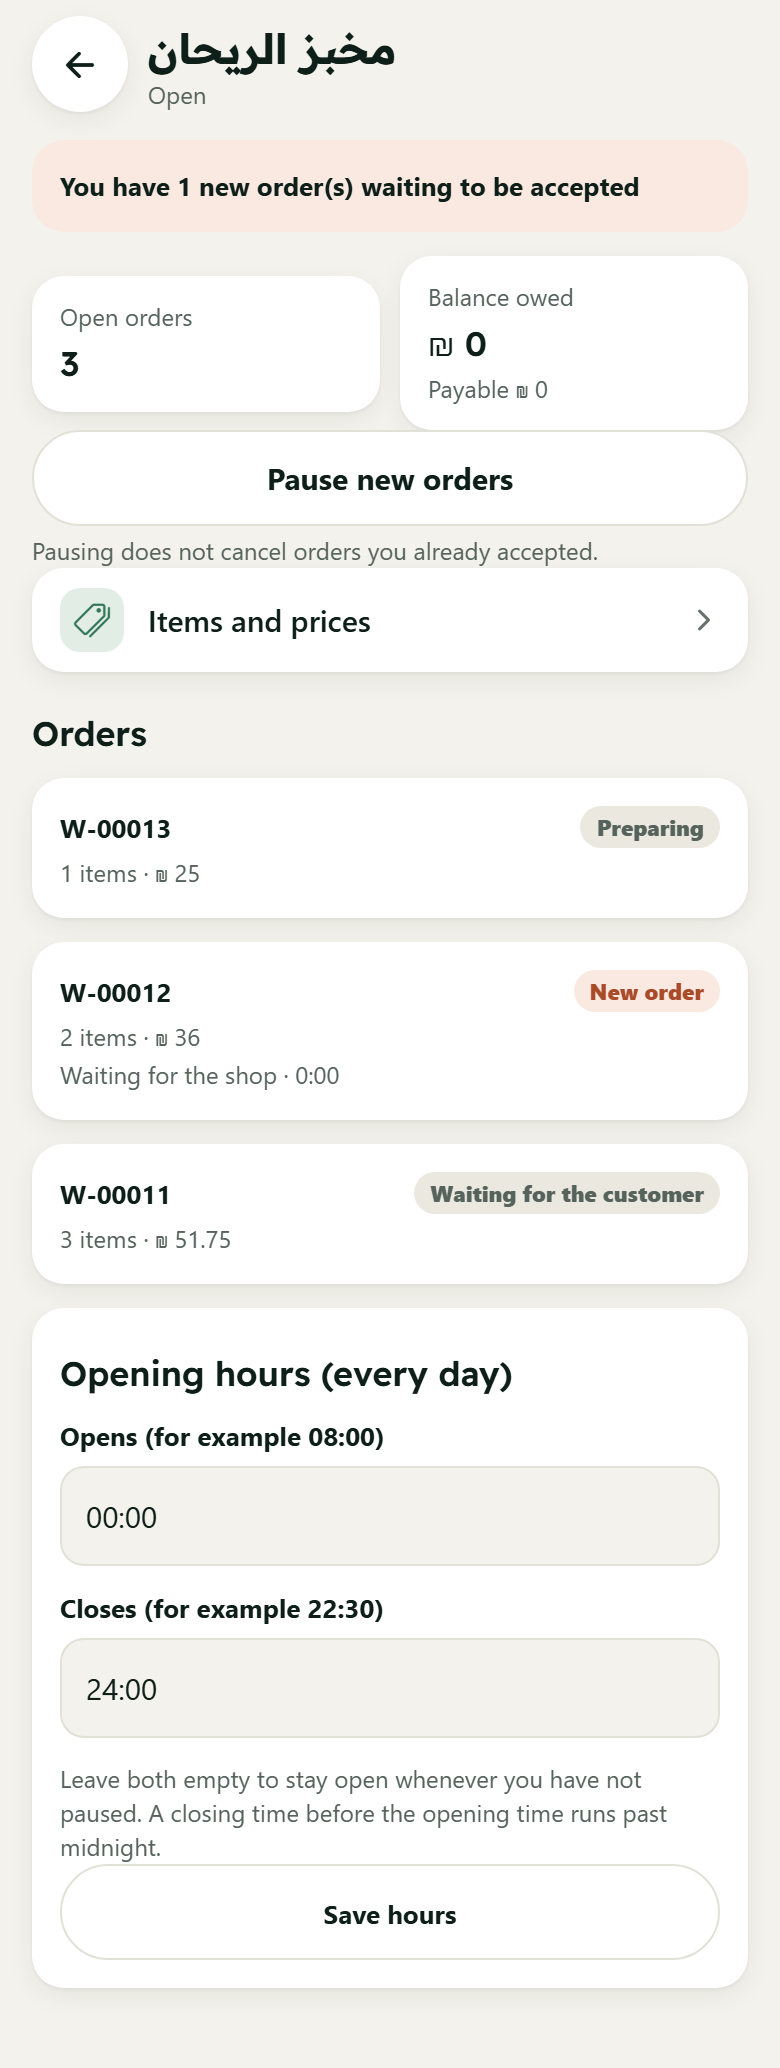 مخبز الريحان
Open
You have 1 new order(s) waiting to be accepted
Open orders
3
Balance owed
₪ 0
Payable ₪ 0
Pause new orders
Pausing does not cancel orders you already accepted.
Items and prices
Orders
W-00013
Preparing
1 items · ₪ 25
W-00012
New order
2 items · ₪ 36
Waiting for the shop · 0:00
W-00011
Waiting for the customer
3 items · ₪ 51.75
Opening hours (every day)
Opens (for example 08:00)
00:00
Closes (for example 22:30)
24:00
Leave both empty to stay open whenever you have not
paused. A closing time before the opening time runs past
midnight.
Save hours